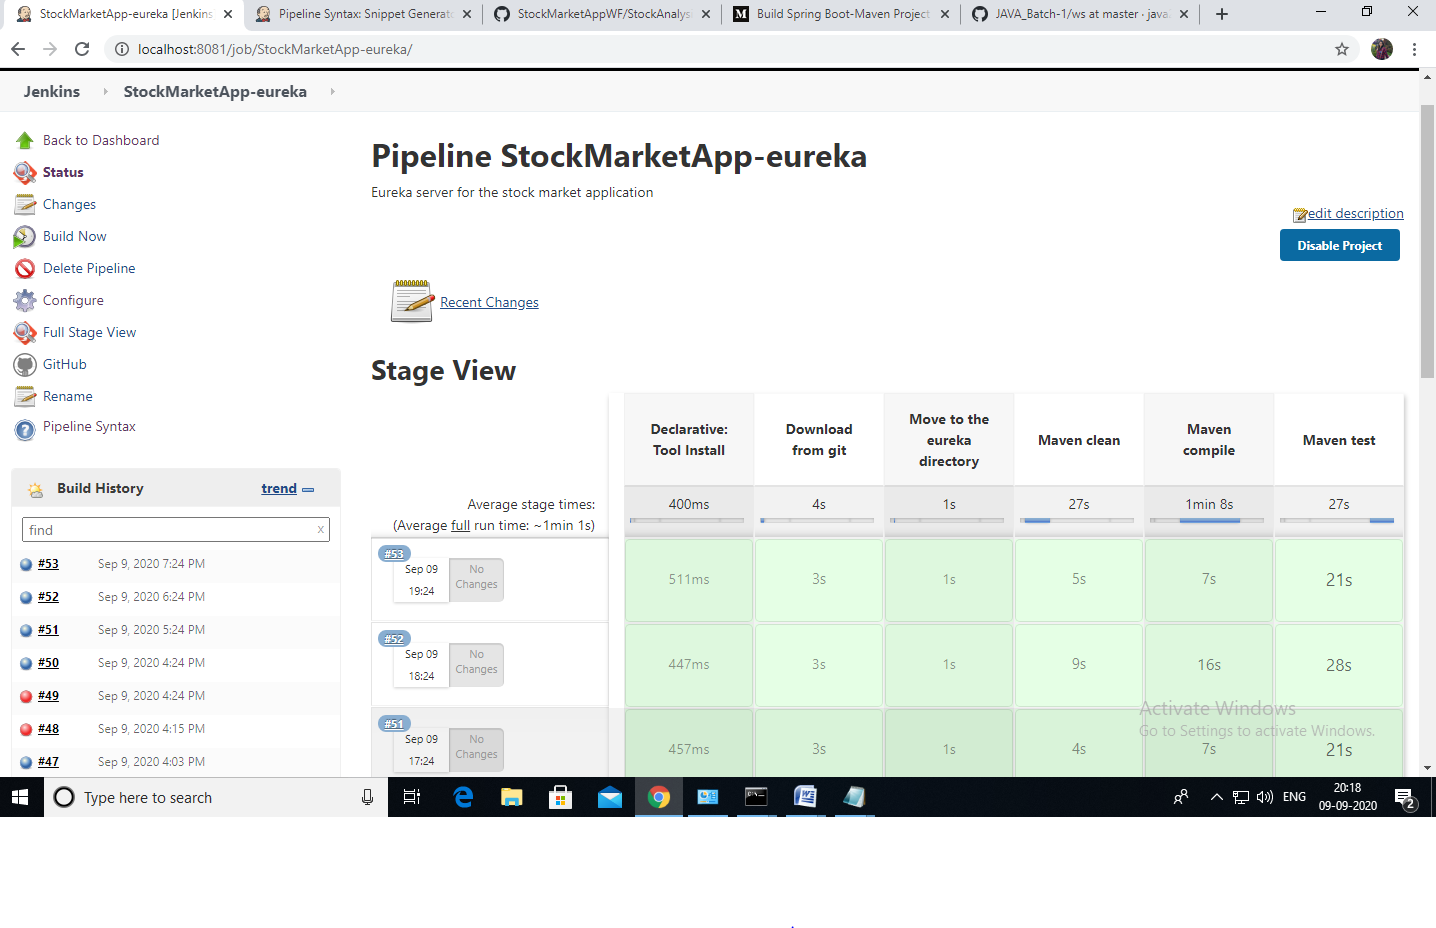 StockMarketApp-eureka [Jenkins
Pipeline Syntax: Snippet Generat
StockMarketAppWF/StockAnalys
M
Build Spring Boot-Maven Project
JAVA_Batch-1/ws at master · java
localhost:8081/job/StockMarketApp-eureka/
Jenkins
StockMarketApp-eureka
Back to Dashboard
Status
Changes
Build Now
Delete Pipeline
Configure
Full Stage View
GitHub
Rename
Pipeline Syntax
Build History
trend
find
x
#53 Sep 9, 2020 7:24 PM
#52 Sep 9, 2020 6:24 PM
#51 Sep 9, 2020 5:24 PM
#50 Sep 9, 2020 4:24 PM
#49 Sep 9, 2020 4:24 PM
#48 Sep 9, 2020 4:15 PM
#47 Sep 9, 2020 4:03 PM
Pipeline StockMarketApp-eureka
Eureka server for the stock market application
edit description
Disable Project
Recent Changes
Stage View
Declarative:
Tool Install
Download
from git
Move to the
eureka
directory
Maven clean
Maven
compile
Maven test
Average stage times:
(Average full run time: ~1min 1s)
400ms 4s 1s 27s 1min 8s 27s
#53
Sep 09
19:24
No
Changes
511ms 3s 1s 5s 7s 21s
#52
Sep 09
18:24
No
Changes
447ms 3s 1s 9s 16s 28s
#51
Sep 09
17:24
No
Changes
457ms 3s 1s 4s 7s 21s
Activate Windows
Go to Settings to activate Windows.
Type here to search
ENG
20:18
09-09-2020
2